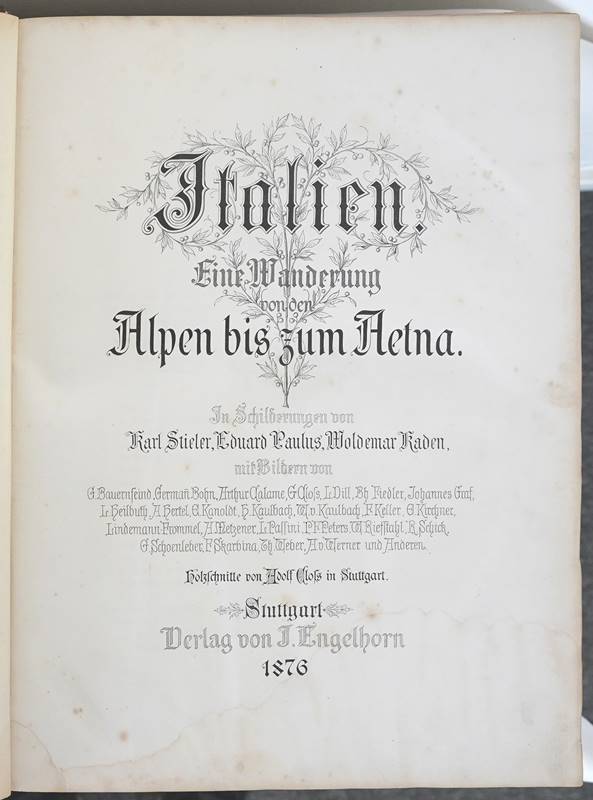 Italien.
Eine Wanderung
von den
Alpen bis zum Aetna.
In Schilderungen von
Karl Stieler, Eduard Paulus, Woldemar Kaden,
mit Bildern von
G. Bauernfeind, Germañ Bohn, Arthur Calame, G. Closs, L. Dill, Bh. Fiedler, Johannes Graf,
L. Heilbuth, A. Hertel, E. Kanoldt, H. Kaulbach, W. v. Kaulbach, F. Keller, E. Kirchner,
Lindemann-Frommel, A. Metzener, L. Passini, P. F. Peters, W. Riefstahl, R. Schick,
G. Schoenleber, F. Skarbina, Th. Weber, A. v. Werner und Anderen.
Holzschnitte von Adolf Closs in Stuttgart.
Stuttgart
Verlag von J. Engelhorn
1876